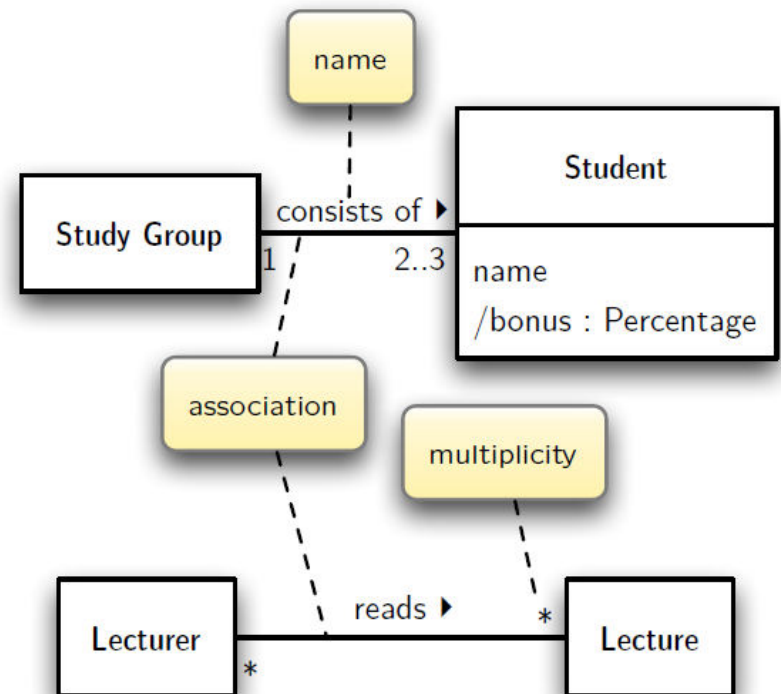 name
Student
consists of ▶
Study Group
1
2..3
name
/bonus : Percentage
association
multiplicity
reads ▶
*
Lecturer
Lecture
*